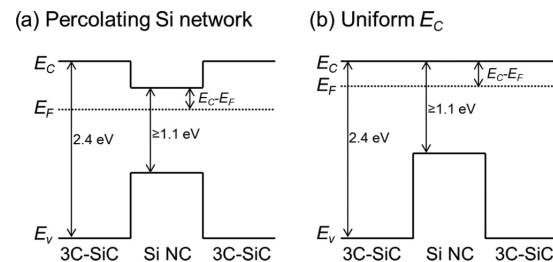 (a) Percolating Si network
E_C
E_C-E_F
E_F
2.4 eV
≥1.1 eV
E_v
3C-SiC Si NC 3C-SiC
(b) Uniform E_C
E_C
E_C-E_F
E_F
≥1.1 eV
2.4 eV
E_v
3C-SiC Si NC 3C-SiC